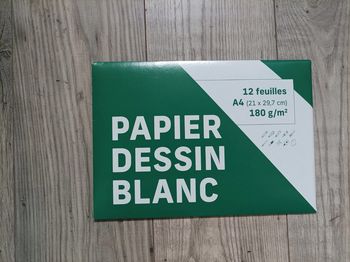 12 feuilles
A4 (21 x 29,7 cm)
180 g/m²
PAPIER
DESSIN
BLANC